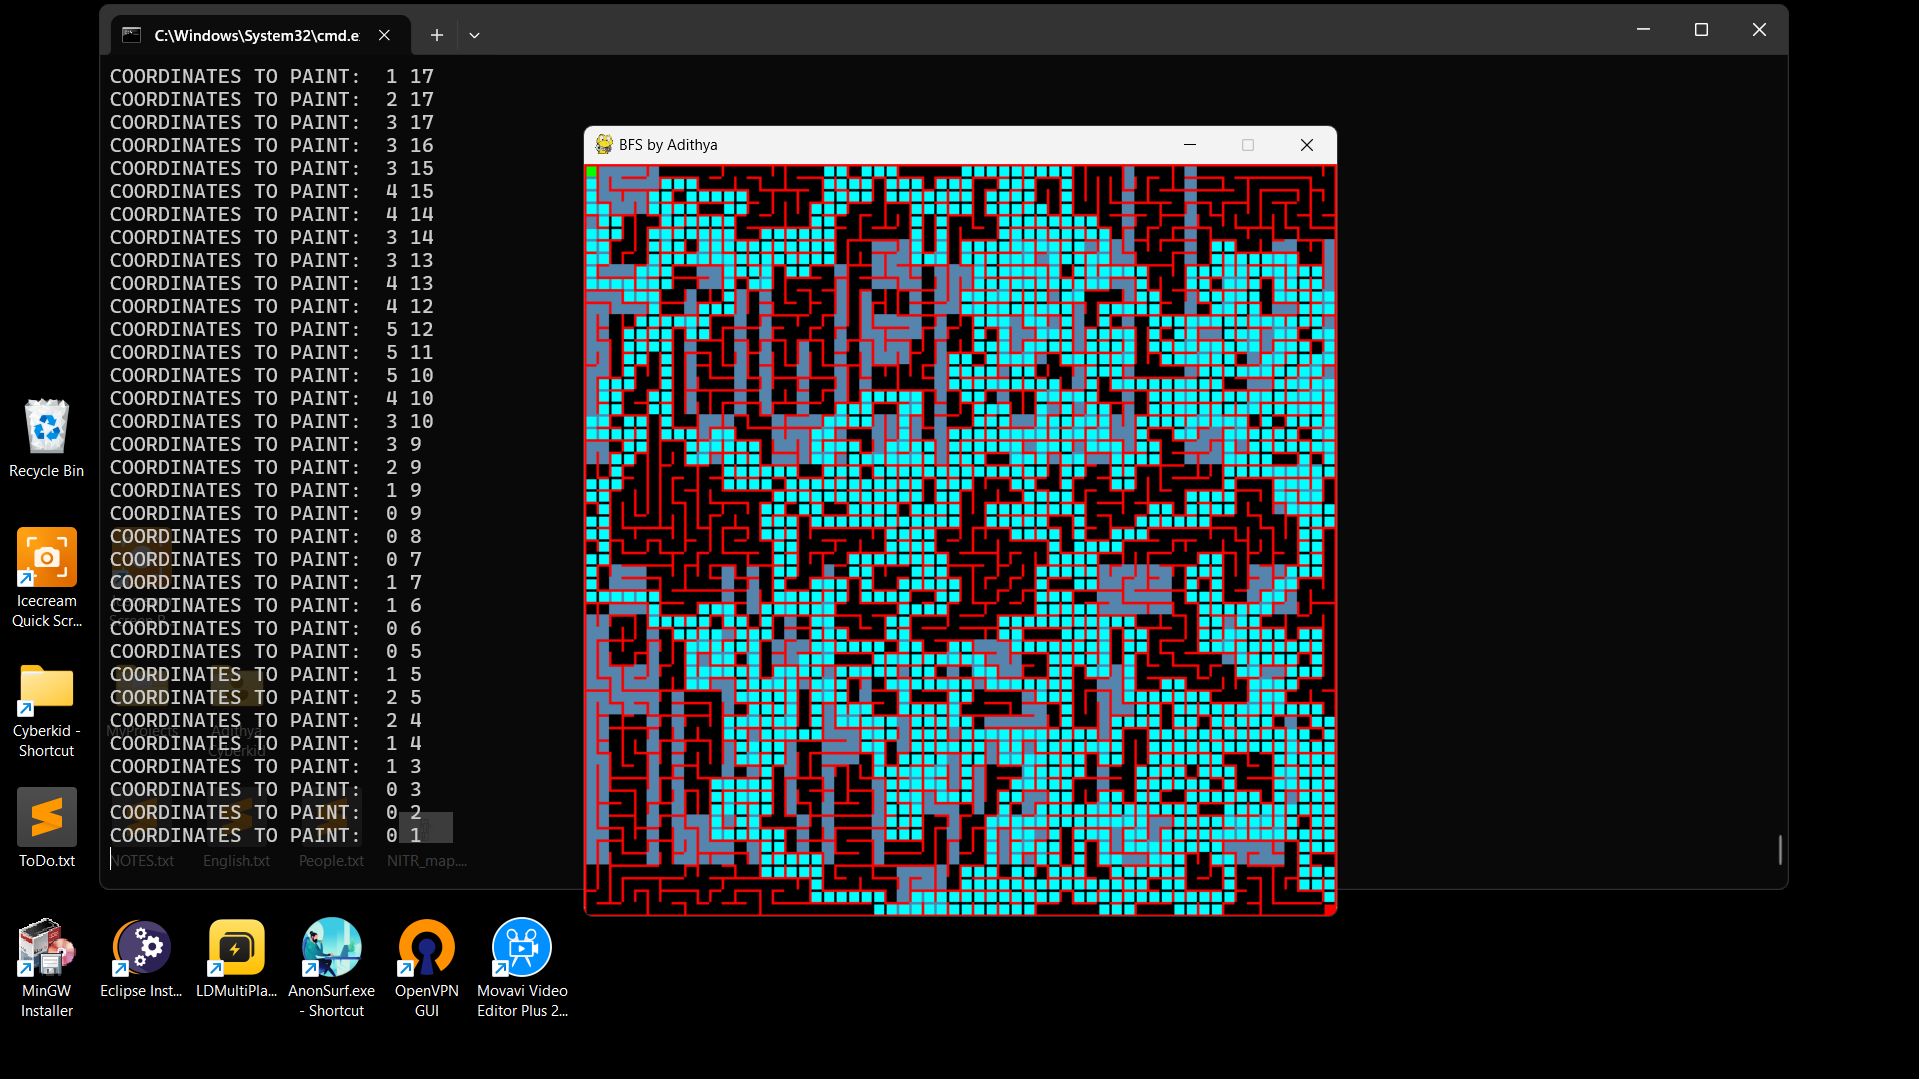 C:\Windows\System32\cmd.e
COORDINATES TO PAINT:  1 17
COORDINATES TO PAINT:  2 17
COORDINATES TO PAINT:  3 17
COORDINATES TO PAINT:  3 16
COORDINATES TO PAINT:  3 15
COORDINATES TO PAINT:  4 15
COORDINATES TO PAINT:  4 14
COORDINATES TO PAINT:  3 14
COORDINATES TO PAINT:  3 13
COORDINATES TO PAINT:  4 13
COORDINATES TO PAINT:  4 12
COORDINATES TO PAINT:  5 12
COORDINATES TO PAINT:  5 11
COORDINATES TO PAINT:  5 10
COORDINATES TO PAINT:  4 10
COORDINATES TO PAINT:  3 10
COORDINATES TO PAINT:  3 9
COORDINATES TO PAINT:  2 9
COORDINATES TO PAINT:  1 9
COORDINATES TO PAINT:  0 9
COORDINATES TO PAINT:  0 8
COORDINATES TO PAINT:  0 7
COORDINATES TO PAINT:  1 7
COORDINATES TO PAINT:  1 6
COORDINATES TO PAINT:  0 6
COORDINATES TO PAINT:  0 5
COORDINATES TO PAINT:  1 5
COORDINATES TO PAINT:  2 5
COORDINATES TO PAINT:  2 4
COORDINATES TO PAINT:  1 4
COORDINATES TO PAINT:  1 3
COORDINATES TO PAINT:  0 3
COORDINATES TO PAINT:  0 2
COORDINATES TO PAINT:  0 1
BFS by Adithya
Recycle Bin
Icecream
Quick Scr...
Cyberkid -
Shortcut
MyProjects
Adithya
Cyberkid
ToDo.txt
NOTES.txt
English.txt
People.txt
NITR_map....
MinGW
Installer
Eclipse Inst...
LDMultiPla...
AnonSurf.exe
- Shortcut
OpenVPN
GUI
Movavi Video
Editor Plus 2...